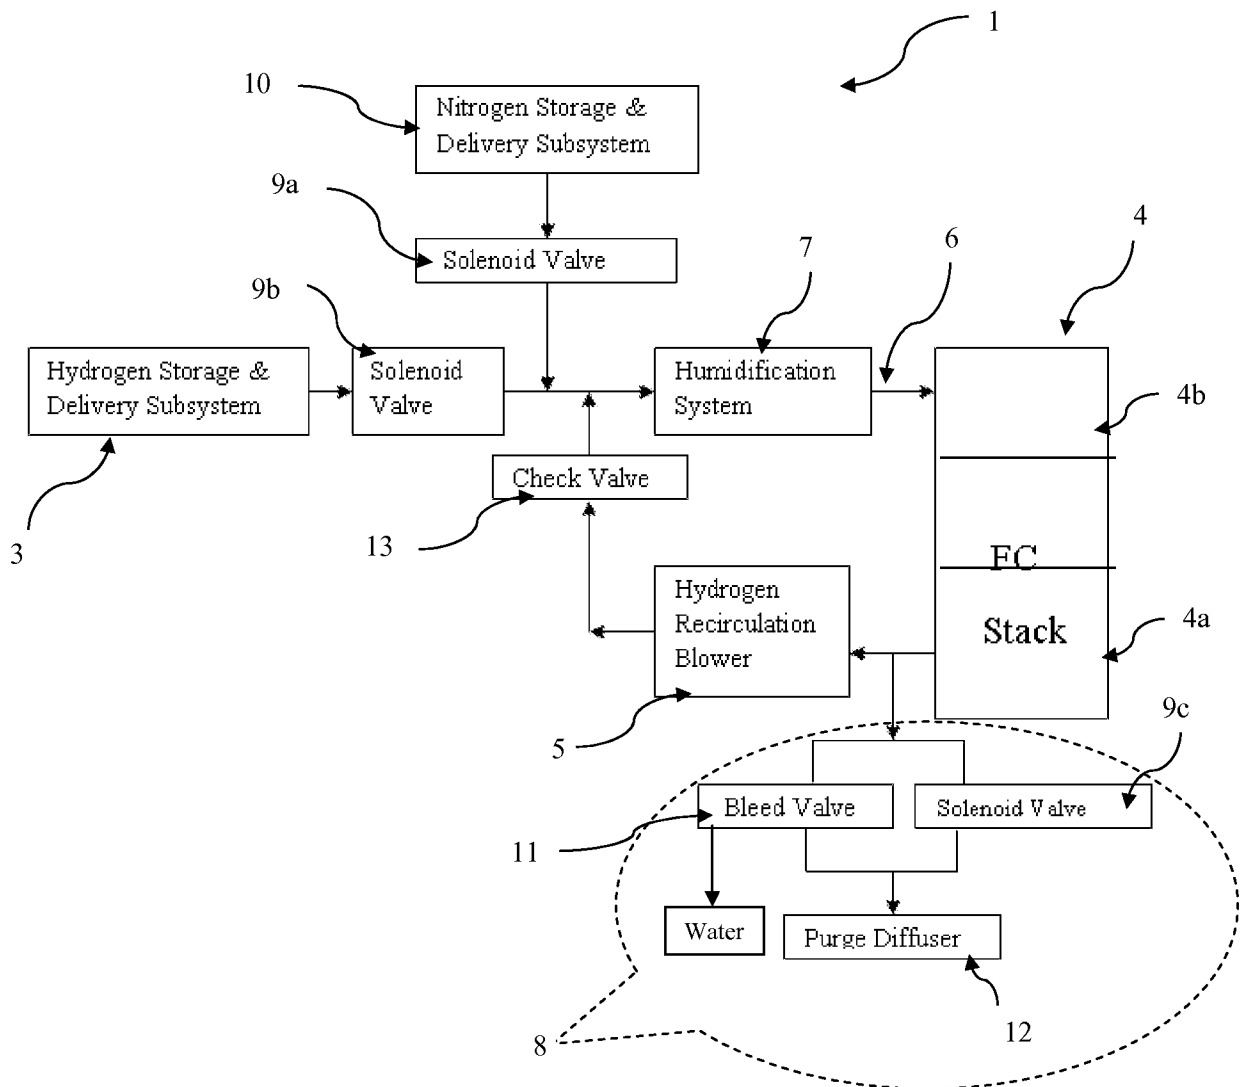 1
10
Nitrogen Storage &
Delivery Subsystem
9a
Solenoid Valve
7
6
4
9b
Hydrogen Storage &
Delivery Subsystem
Solenoid
Valve
Humidification
System
4b
Check Valve
3
13
FC
Stack
4a
Hydrogen
Recirculation
Blower
5
9c
Bleed Valve
Solenoid Valve
11
Water
Purge Diffuser
12
8